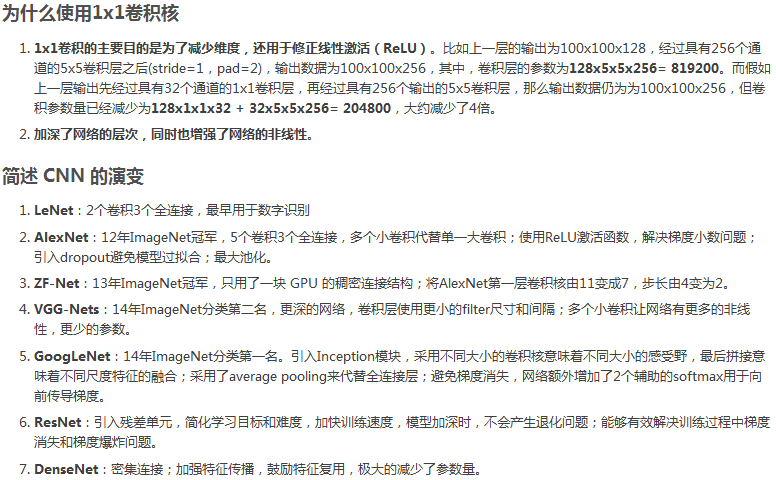 为什么使用1x1卷积核
1. 1x1卷积的主要目的是为了减少维度，还用于修正线性激活（ReLU）。比如上一层的输出为100x100x128，经过具有256个通
道的5x5卷积层之后(stride=1，pad=2)，输出数据为100x100x256，其中，卷积层的参数为128x5x5x256= 819200。而假如
上一层输出先经过具有32个通道的1x1卷积层，再经过具有256个输出的5x5卷积层，那么输出数据仍为为100x100x256，但卷
积参数量已经减少为128x1x1x32 + 32x5x5x256= 204800，大约减少了4倍。
2. 加深了网络的层次，同时也增强了网络的非线性。
简述 CNN 的演变
1. LeNet：2个卷积3个全连接，最早用于数字识别
2. AlexNet：12年ImageNet冠军，5个卷积3个全连接，多个小卷积代替单一大卷积；使用ReLU激活函数，解决梯度小数问题；
引入dropout避免模型过拟合；最大池化。
3. ZF-Net：13年ImageNet冠军，只用了一块 GPU 的稠密连接结构；将AlexNet第一层卷积核由11变成7，步长由4变为2。
4. VGG-Nets：14年ImageNet分类第二名，更深的网络，卷积层使用更小的filter尺寸和间隔；多个小卷积让网络有更多的非线
性，更少的参数。
5. GoogLeNet：14年ImageNet分类第一名。引入Inception模块，采用不同大小的卷积核意味着不同大小的感受野，最后拼接意
味着不同尺度特征的融合；采用了average pooling来代替全连接层；避免梯度消失，网络额外增加了2个辅助的softmax用于向
前传导梯度。
6. ResNet：引入残差单元，简化学习目标和难度，加快训练速度，模型加深时，不会产生退化问题；能够有效解决训练过程中梯度
消失和梯度爆炸问题。
7. DenseNet：密集连接；加强特征传播，鼓励特征复用，极大的减少了参数量。